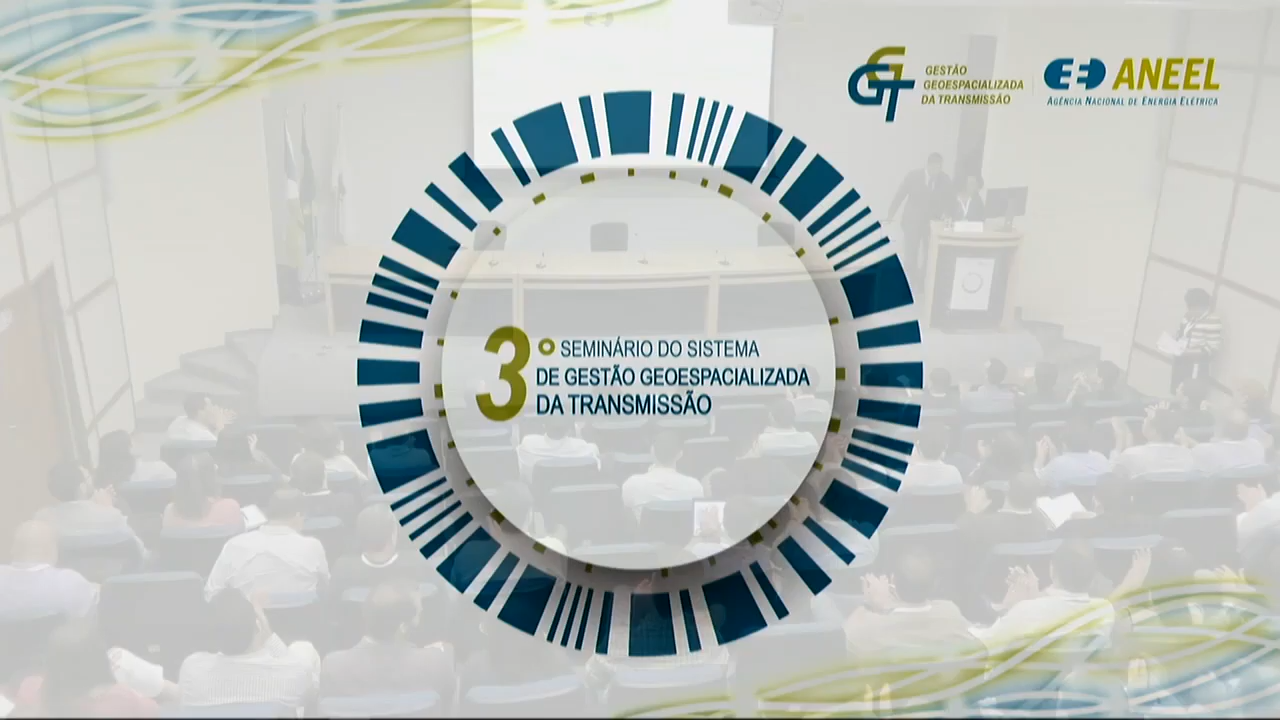 GGT
GESTÃO
GEOESPACIALIZADA
DA TRANSMISSÃO
ANEEL
AGÊNCIA NACIONAL DE ENERGIA ELÉTRICA
3º SEMINÁRIO DO SISTEMA
DE GESTÃO GEOESPACIALIZADA
DA TRANSMISSÃO